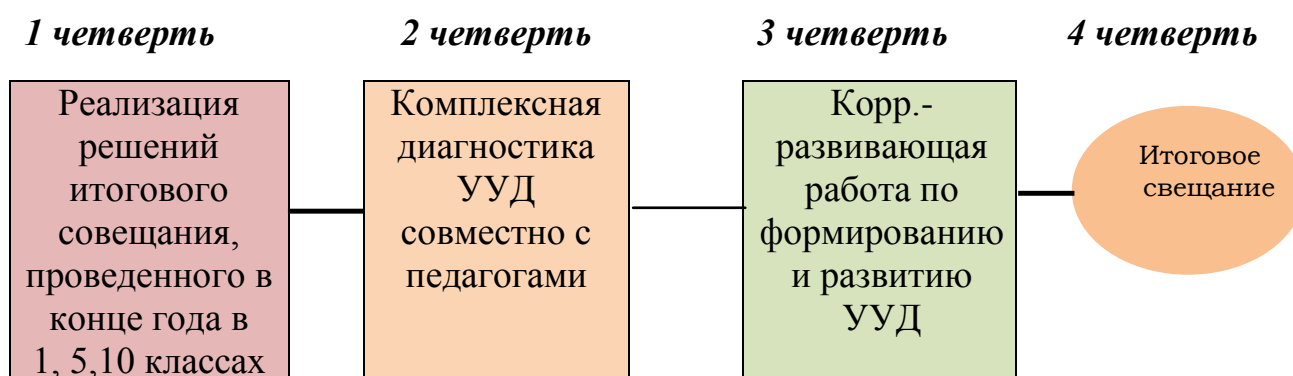 1 четверть
2 четверть
3 четверть
4 четверть
Реализация
решений
итогового
совещания,
проведенного в
конце года в
1, 5,10 классах
Комплексная
диагностика
УУД
совместно с
педагогами
Корр.-
развивающая
работа по
формированию
и развитию
УУД
Итоговое
свещание